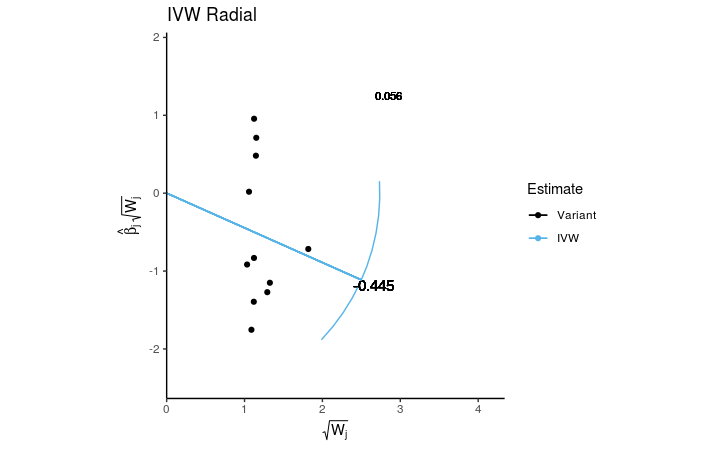 IVW Radial
2
1
0
-1
-2
0.056
-0.445
0 1 2 3 4
√Wj
β̂j√Wj
Estimate
Variant
IVW